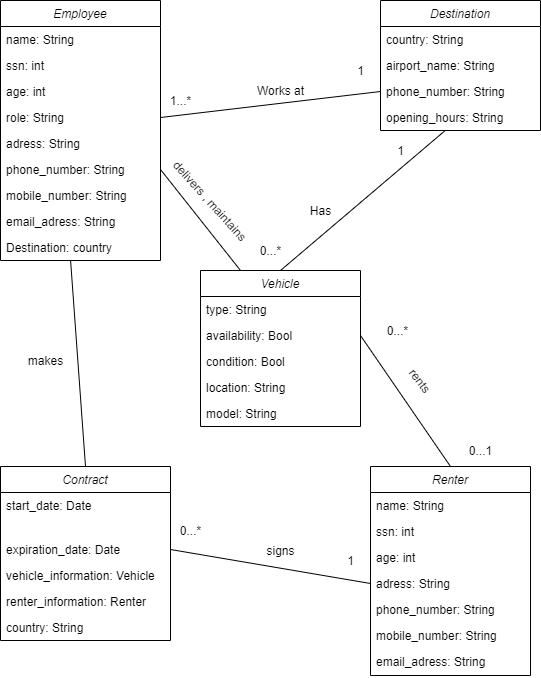 Employee
name: String
ssn: int
age: int
role: String
adress: String
phone_number: String
mobile_number: String
email_adress: String
Destination: country
Destination
country: String
airport_name: String
phone_number: String
opening_hours: String
1...*
Works at
1
delivers , maintains
0...*
Has
1
Vehicle
type: String
availability: Bool
condition: Bool
location: String
model: String
0...*
rents
0...1
makes
Contract
start_date: Date
expiration_date: Date
vehicle_information: Vehicle
renter_information: Renter
country: String
0...*
signs
1
Renter
name: String
ssn: int
age: int
adress: String
phone_number: String
mobile_number: String
email_adress: String